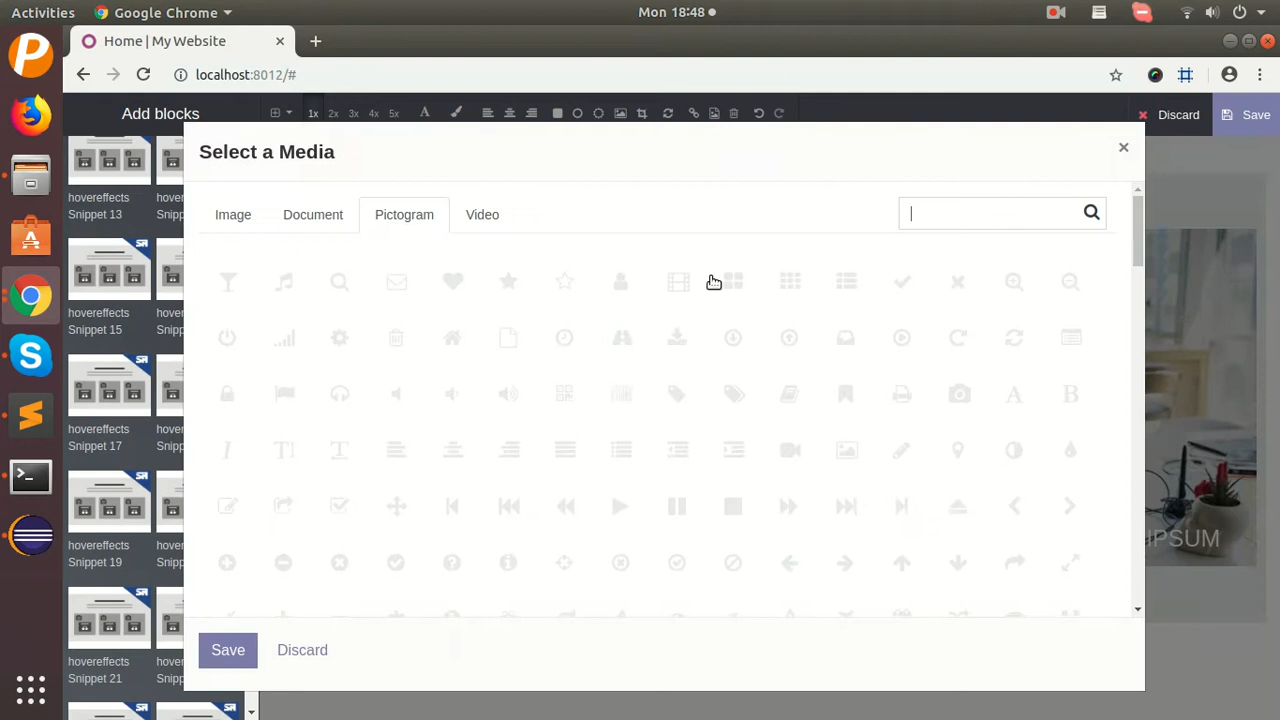 Activities Google Chrome Mon 18:48
Home | My Website
localhost:8012/#
Add blocks 1x 2x 3x 4x 5x Discard Save
Select a Media
Image Document Pictogram Video
hovereffects
Snippet 13
hovereffects
Snippet 15
hovereffects
Snippet 17
hovereffects
Snippet 19
hovereffects
Snippet 21
IPSUM
Save Discard